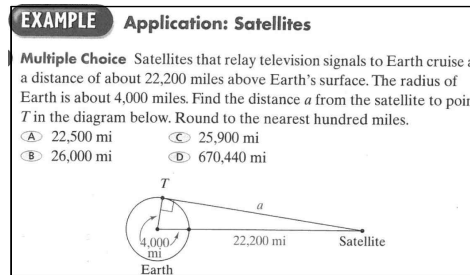 EXAMPLE Application: Satellites
Multiple Choice Satellites that relay television signals to Earth cruise
a distance of about 22,200 miles above Earth's surface. The radius of
Earth is about 4,000 miles. Find the distance a from the satellite to
T in the diagram below. Round to the nearest hundred miles.
A 22,500 mi C 25,900 mi
B 26,000 mi D 670,440 mi
T
a
4,000 mi
22,200 mi Satellite
Earth